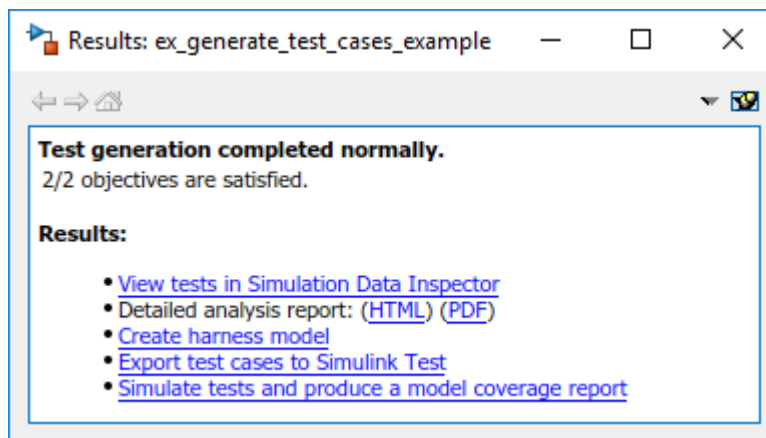 Results: ex_generate_test_cases_example
Test generation completed normally.
2/2 objectives are satisfied.
Results:
• View tests in Simulation Data Inspector
• Detailed analysis report: (HTML) (PDF)
• Create harness model
• Export test cases to Simulink Test
• Simulate tests and produce a model coverage report